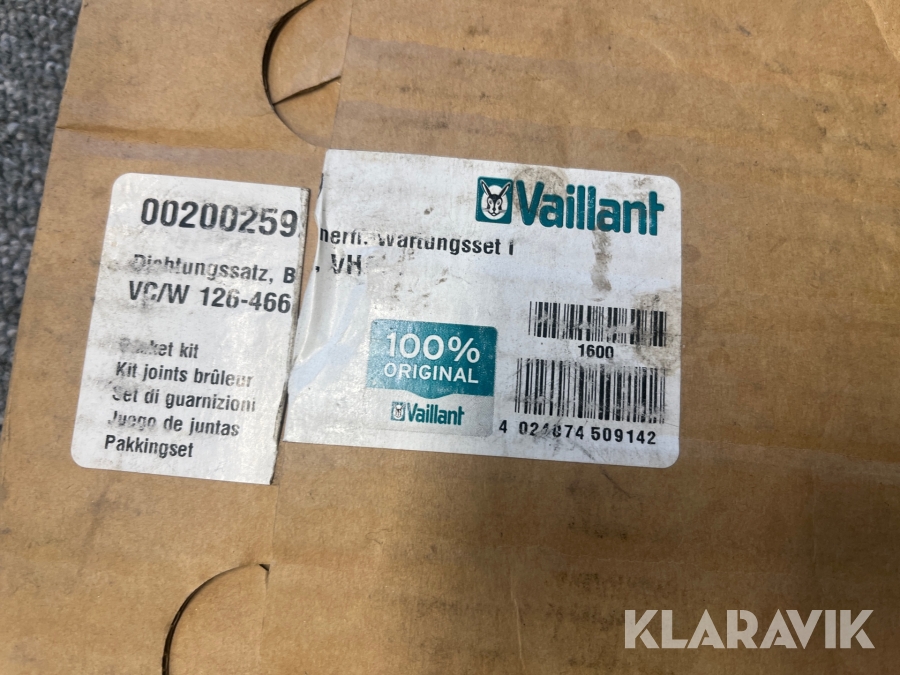 00200259
Vaillant
Wartungsset f
Dichtungssatz, B , VH
VC/W 126-466
1600
100%
ORIGINAL
Vaillant
4 024074 509142
kit
Kit joints brûleur
Set di guarnizioni
Juego de juntas
Pakkingset
KLARAVIK